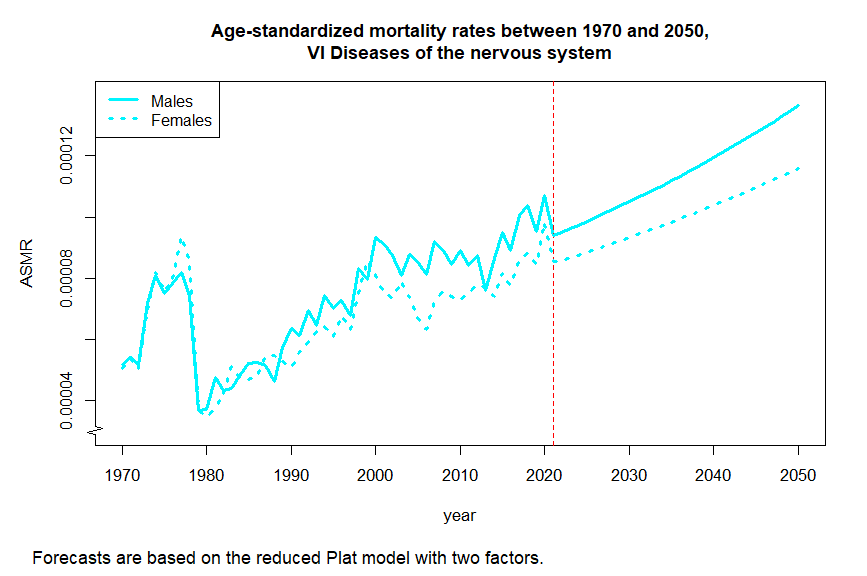 Age-standardized mortality rates between 1970 and 2050,
VI Diseases of the nervous system
Males
Females
ASMR
0.00012
0.00008
0.00004
1970 1980 1990 2000 2010 2020 2030 2040 2050
year
Forecasts are based on the reduced Plat model with two factors.